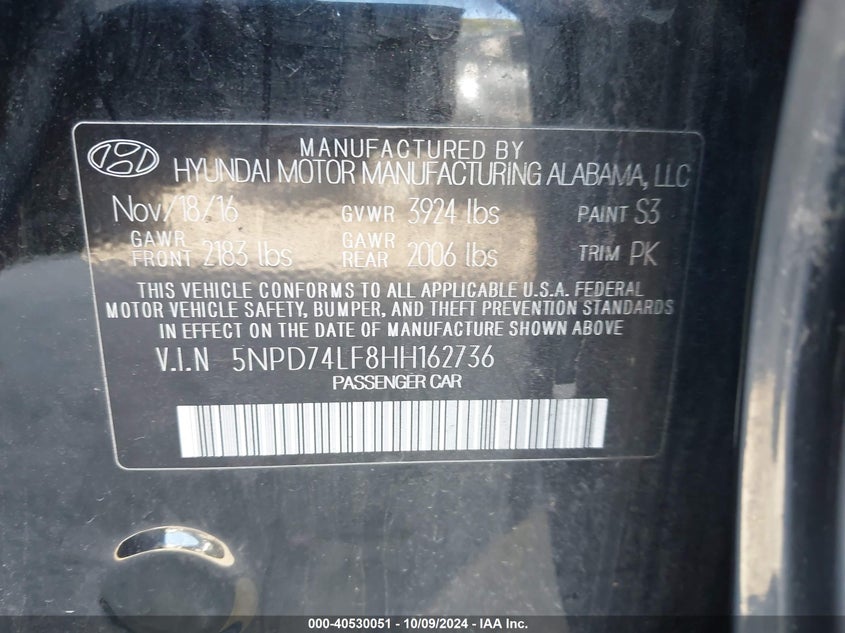 MANUFACTURED BY
HYUNDAI MOTOR MANUFACTURING ALABAMA, LLC
Nov/18/16 GVWR 3924 lbs PAINT S3
GAWR FRONT 2183 lbs GAWR REAR 2006 lbs TRIM PK
THIS VEHICLE CONFORMS TO ALL APPLICABLE U.S.A. FEDERAL
MOTOR VEHICLE SAFETY, BUMPER, AND THEFT PREVENTION STANDARDS
IN EFFECT ON THE DATE OF MANUFACTURE SHOWN ABOVE
V.I.N 5NPD74LF8HH162736
PASSENGER CAR
000-40530051 - 10/09/2024 - IAA Inc.